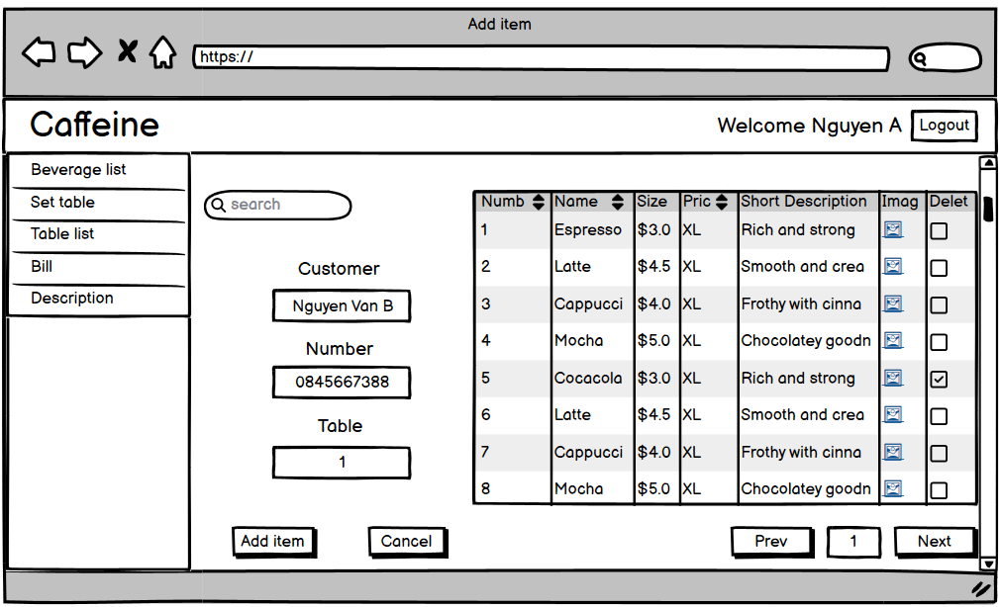 Add item
https://
Caffeine
Welcome Nguyen A
Logout
Beverage list
Set table
Table list
Bill
Description
search
Customer
Nguyen Van B
Number
0845667388
Table
1
Add item
Cancel
Numb Name Size Pric Short Description Imag Delet
1 Espresso $3.0 XL Rich and strong
2 Latte $4.5 XL Smooth and crea
3 Cappucci $4.0 XL Frothy with cinna
4 Mocha $5.0 XL Chocolatey goodn
5 Cocacola $3.0 XL Rich and strong
6 Latte $4.5 XL Smooth and crea
7 Cappucci $4.0 XL Frothy with cinna
8 Mocha $5.0 XL Chocolatey goodn
Prev
1
Next